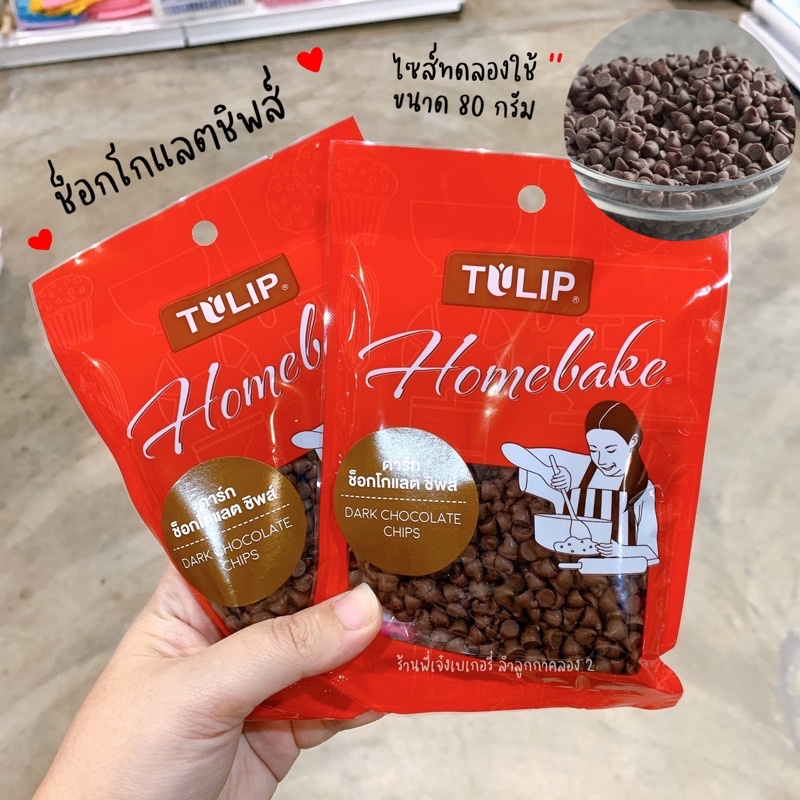 ช็อกโกแลตชิพส์
ไซส์ทดลองใช้
ขนาด 80 กรัม
TULIP®
Homebake
ดาร์ก
ช็อกโกแลต ชิพส์
DARK CHOCOLATE
CHIPS
TULIP®
Homebake®
ดาร์ก
ช็อกโกแลต ชิพส์
DARK CHOCOLATE
CHIPS
ร้านพี่เจ๋งเบเกอรี่ ลำลูกกาคลอง 2